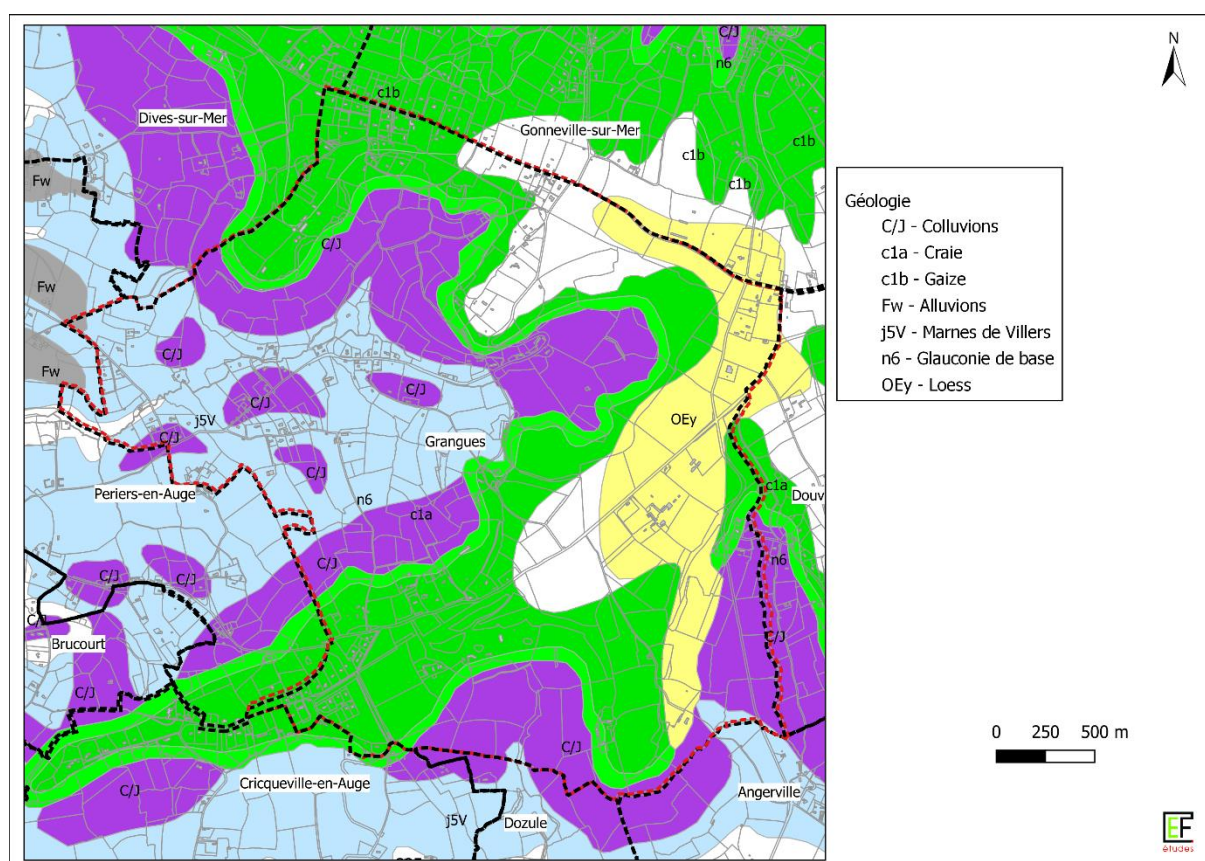 C/J
n6
N
c1b
Dives-sur-Mer
Gonneville-sur-Mer
c1b
c1b
c1b
Fw
Géologie
C/J - Colluvions
c1a - Craie
c1b - Gaize
Fw - Alluvions
j5V - Marnes de Villers
n6 - Glauconie de base
OEy - Loess
C/J
Fw
C/J
Fw
C/J
C/J
j5V
OEy
C/J
Grangues
C/J
Periers-en-Auge
n6
c1a
c1a
Douv
C/J
n6
C/J
C/J
C/J
Brucourt
C/J
C/J
0 250 500 m
C/J
C/J
Cricqueville-en-Auge
Angerville
j5V
Dozule
EF
études